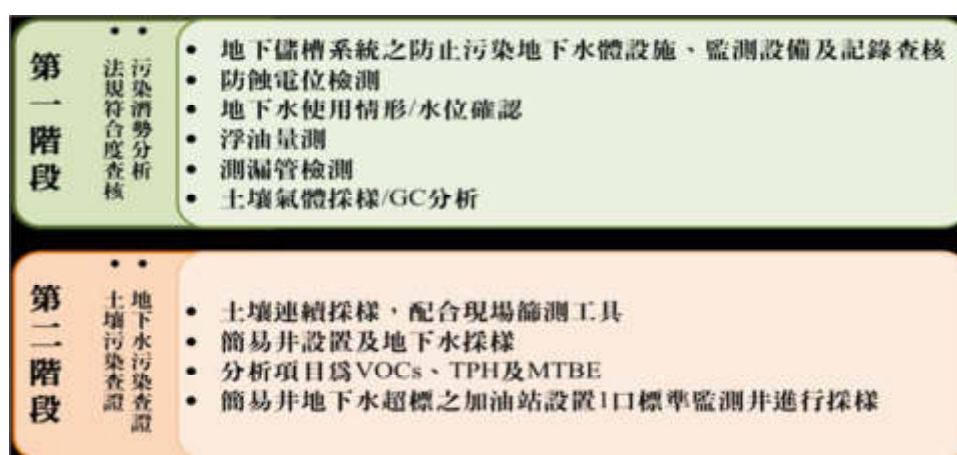 第一階段
• 污染潛勢分析
• 法規符合度查核
• 地下儲槽系統之防止污染地下水體設施、監測設備及記錄查核
• 防蝕電位檢測
• 地下水使用情形/水位確認
• 浮油量測
• 測漏管檢測
• 土壤氣體採樣/GC分析
第二階段
• 地下水污染查證
• 土壤污染查證
• 土壤連續採樣，配合現場篩測工具
• 簡易井設置及地下水採樣
• 分析項目為VOCs、TPH及MTBE
• 簡易井地下水超標之加油站設置1口標準監測井進行採樣